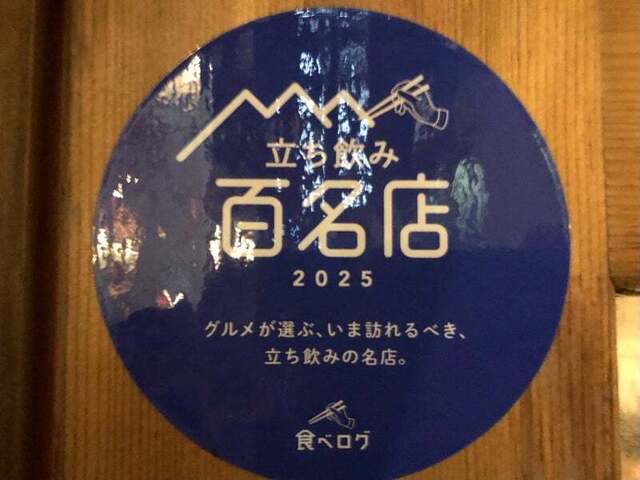 立ち飲み
百名店
2025
グルメが選ぶ、いま訪れるべき、
立ち飲みの名店。
食べログ